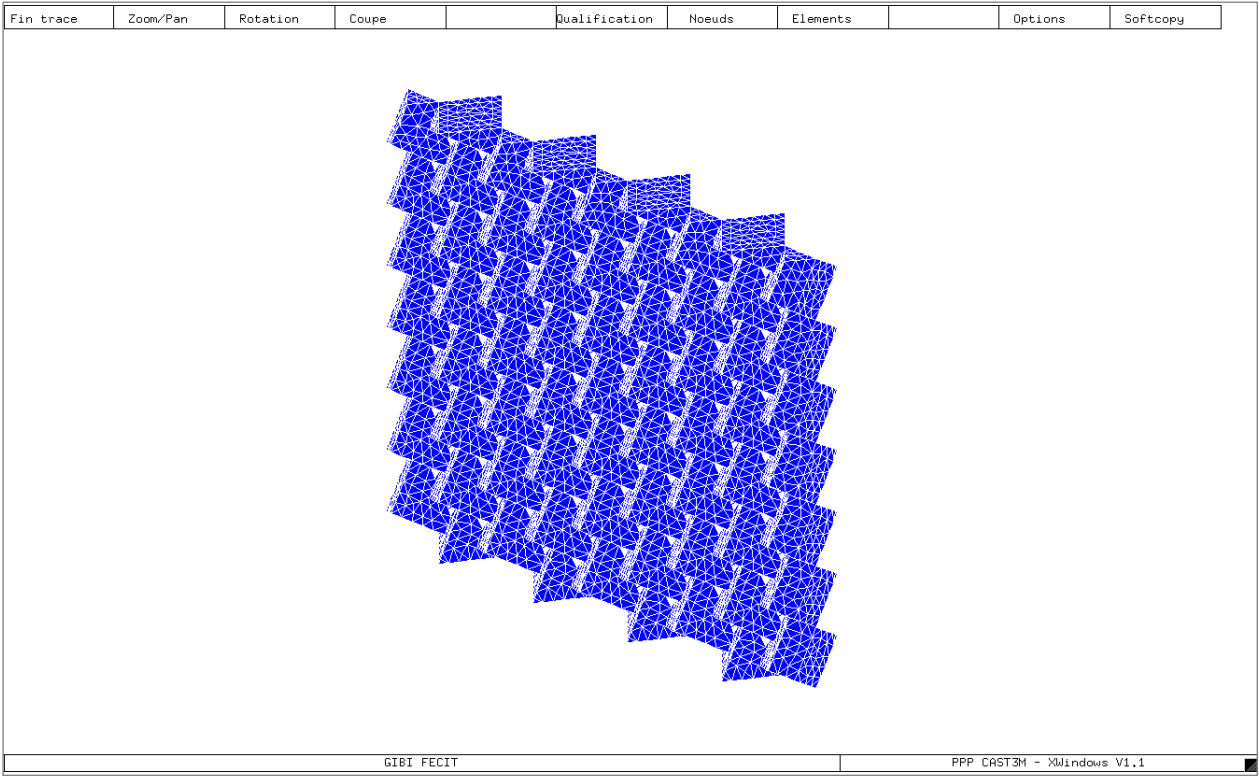 Fin trace Zoom/Pan Rotation Coupe Qualification Noeuds Elements Options Softcopy
GIBI FECIT PPP CAST3M - XWindows V1.1